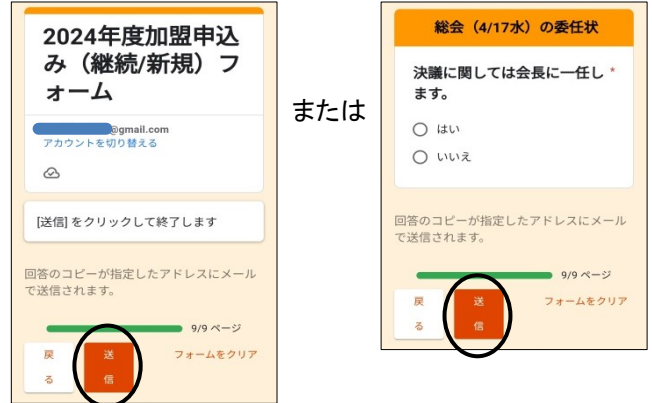 2024年度加盟申込
み（継続/新規）フ
ォーム
@gmail.com
アカウントを切り替える
[送信] をクリックして終了します
回答のコピーが指定したアドレスにメール
で送信されます。
9/9 ページ
戻
る
送
信
フォームをクリア
または
総会（4/17水）の委任状
決議に関しては会長に一任し *
ます。
はい
いいえ
回答のコピーが指定したアドレスにメール
で送信されます。
9/9 ページ
戻
る
送
信
フォームをクリア